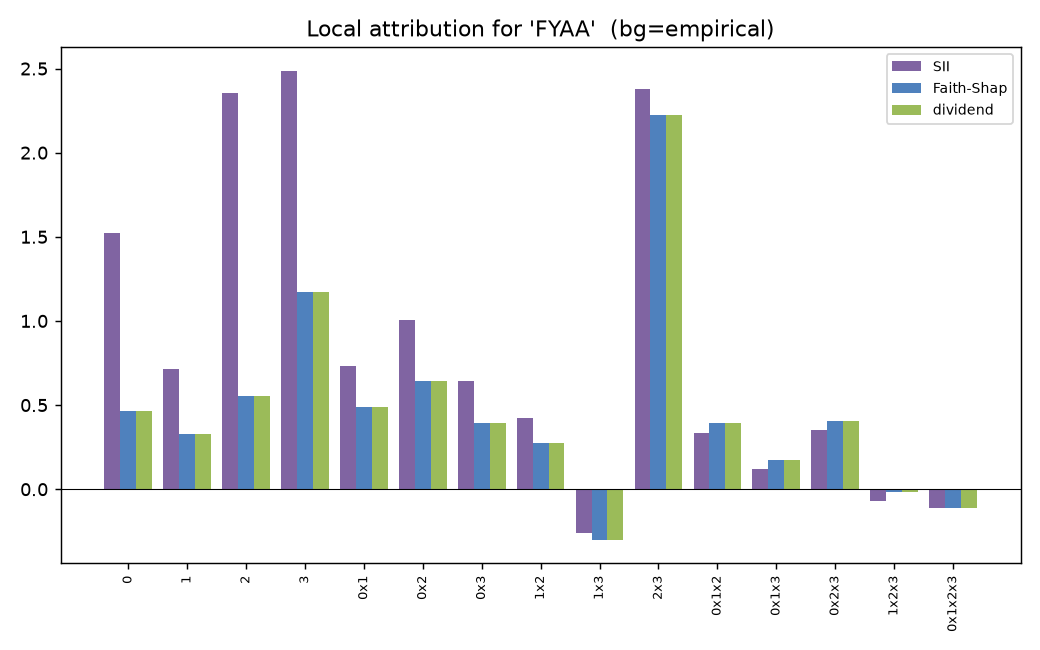 Local attribution for 'FYAA'  (bg=empirical)
SII
Faith-Shap
dividend
2.5
2.0
1.5
1.0
0.5
0.0
0
1
2
3
0x1
0x2
0x3
1x2
1x3
2x3
0x1x2
0x1x3
0x2x3
1x2x3
0x1x2x3